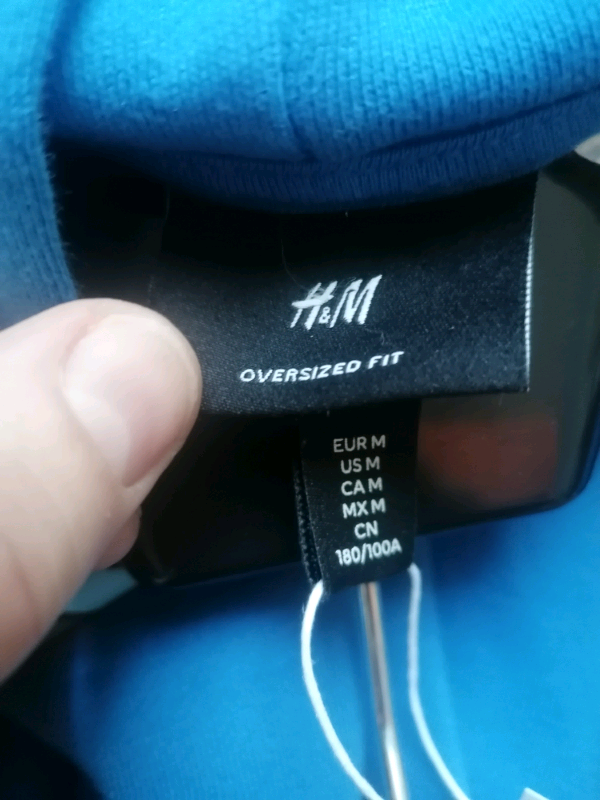 H&M
OVERSIZED FIT
EUR M
US M
CA M
MX M
CN
180/100A